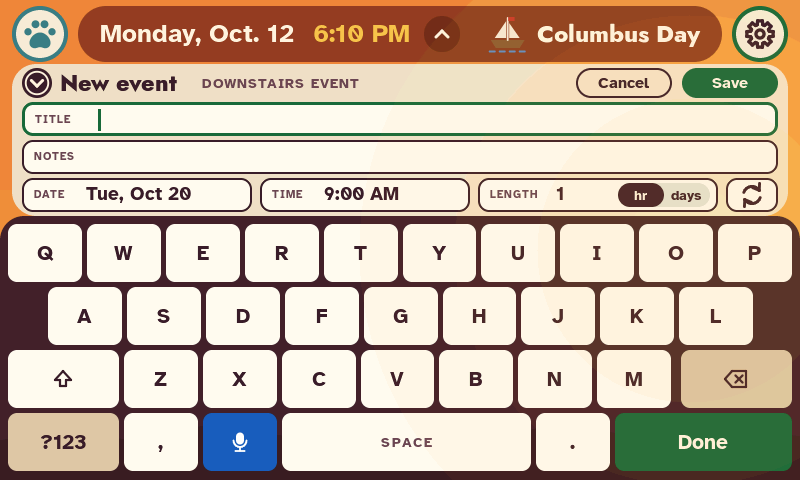 Monday, Oct. 12 6:10 PM Columbus Day
New event DOWNSTAIRS EVENT Cancel Save
TITLE
NOTES
DATE Tue, Oct 20 TIME 9:00 AM LENGTH 1 hr days
Q W E R T Y U I O P
A S D F G H J K L
Z X C V B N M
?123 , SPACE . Done